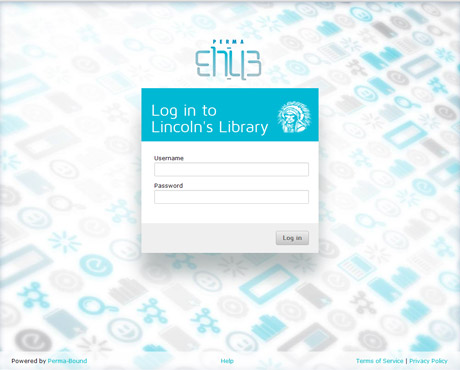 PERMA
ehub
Log in to
Lincoln's Library
Username
Password
Log in
Powered by Perma-Bound Help Terms of Service | Privacy Policy